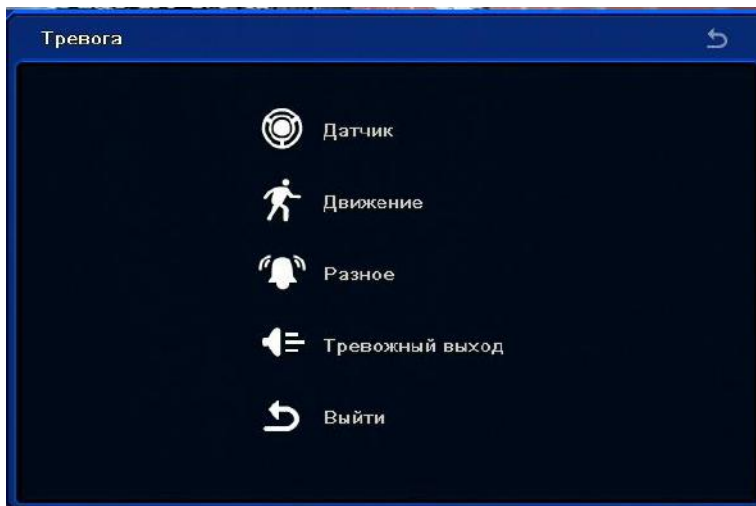 Тревога
Датчик
Движение
Разное
Тревожный выход
Выйти